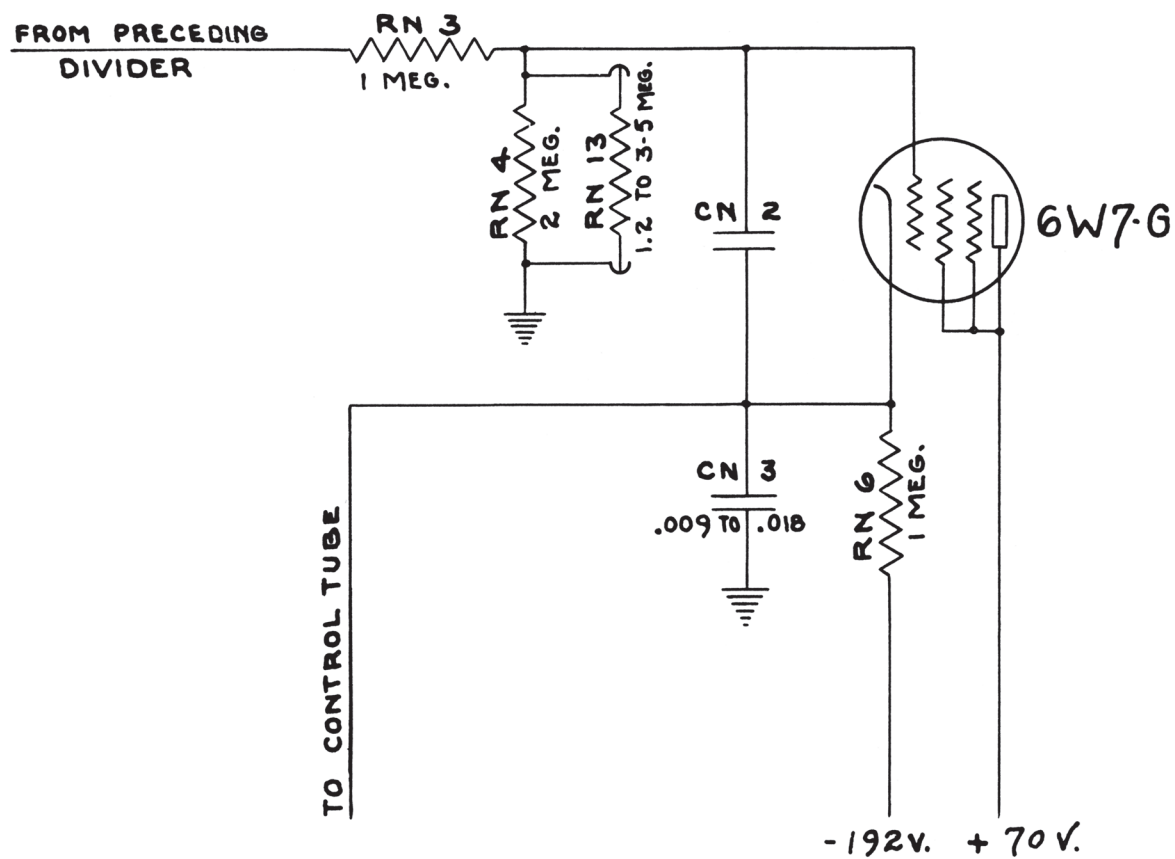 FROM PRECEDING
DIVIDER
RN 3
1 MEG.
RN 4
2 MEG.
RN 13
1.2 TO 3-5 MEG.
CN 2
6W7-G
CN 3
.009 TO .018
RN 6
1 MEG.
TO CONTROL TUBE
-192V.
+ 70 V.